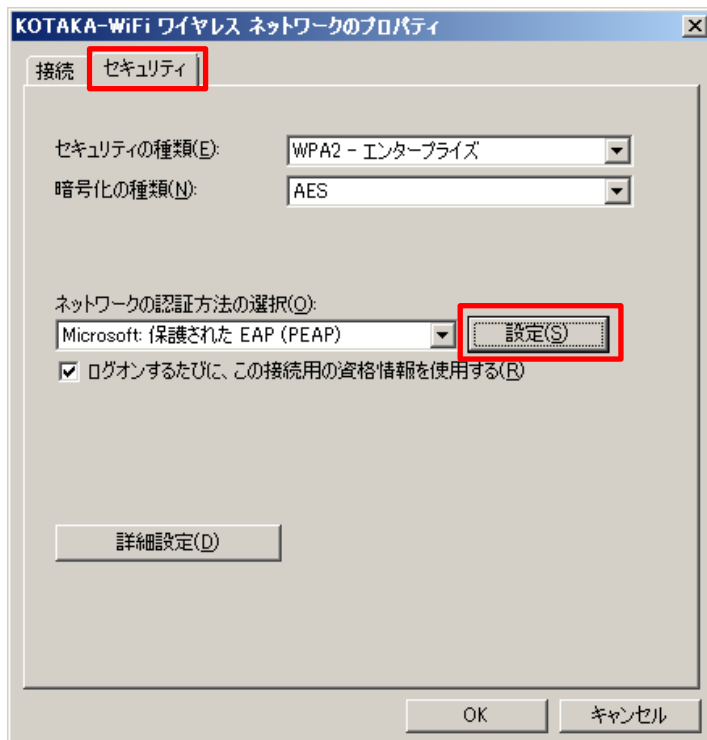 KOTAKA-WiFi ワイヤレス ネットワークのプロパティ
接続 セキュリティ
セキュリティの種類(E): WPA2 - エンタープライズ
暗号化の種類(N): AES
ネットワークの認証方法の選択(O):
Microsoft: 保護された EAP (PEAP) 設定(S)
ログオンするたびに、この接続用の資格情報を使用する(R)
詳細設定(D)
OK キャンセル